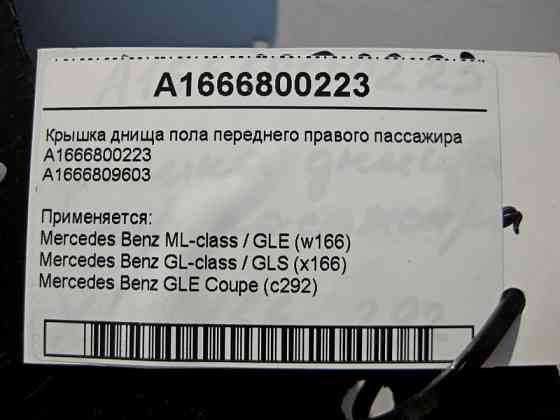 A1666800223
Крышка днища пола переднего правого пассажира
A1666800223
A1666809603
Применяется:
Mercedes Benz ML-class / GLE (w166)
Mercedes Benz GL-class / GLS (x166)
Mercedes Benz GLE Coupe (c292)